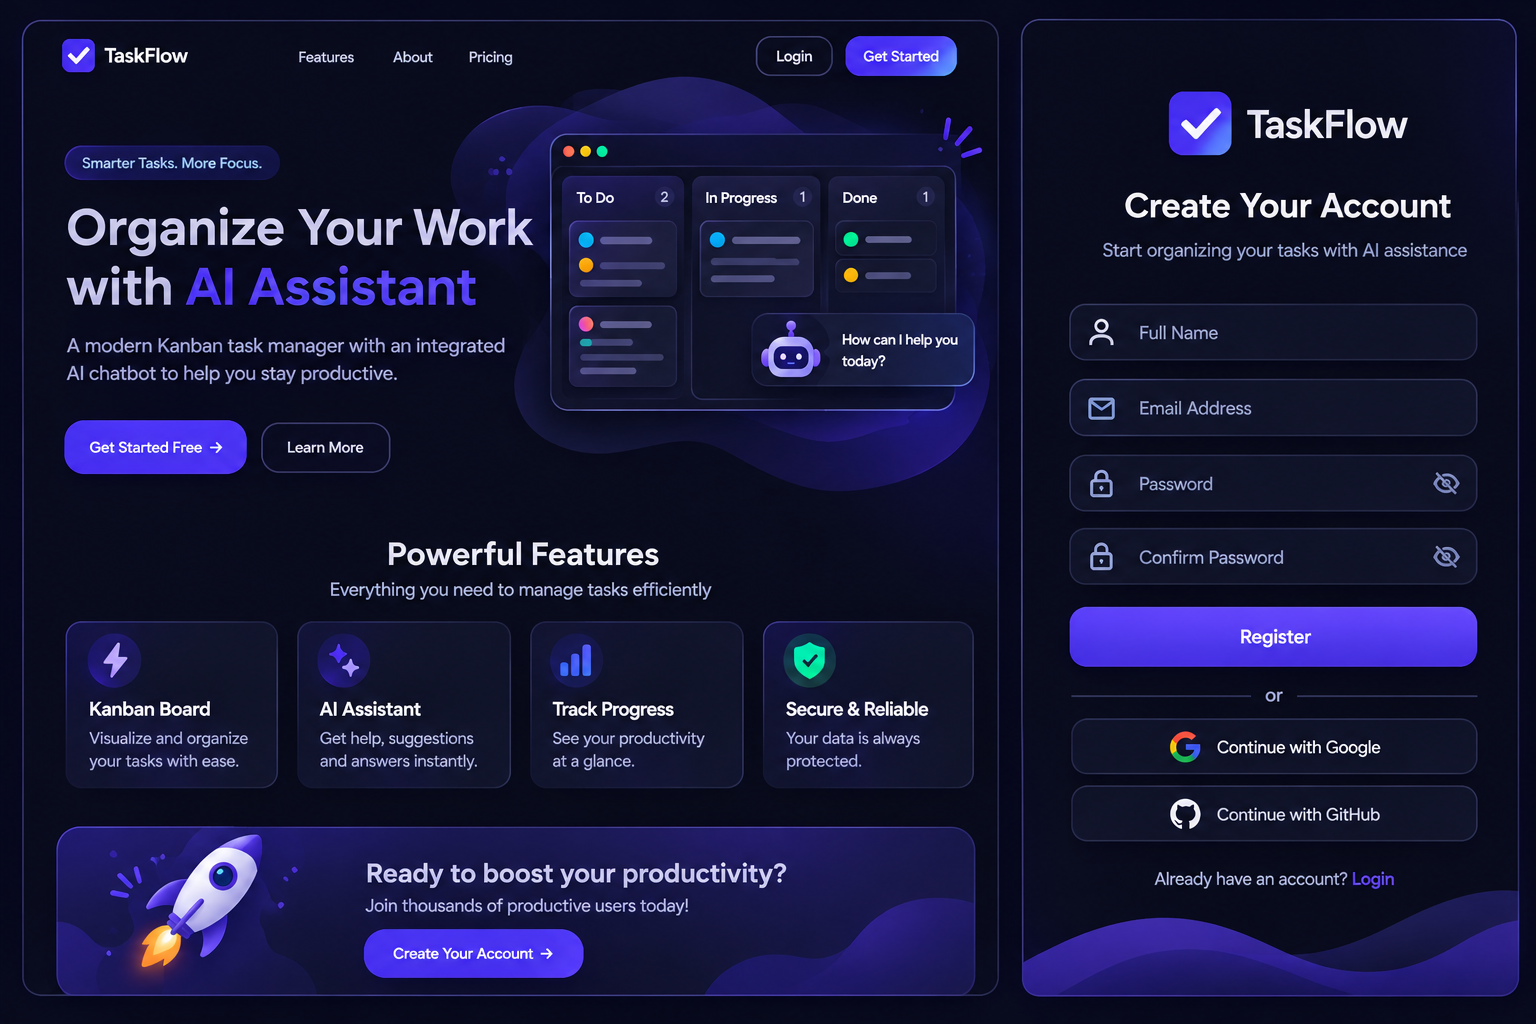 TaskFlow
Features
About
Pricing
Login
Get Started
Smarter Tasks. More Focus.
Organize Your Work
with AI Assistant
A modern Kanban task manager with an integrated
AI chatbot to help you stay productive.
Get Started Free →
Learn More
To Do 2
In Progress 1
Done 1
How can I help you
today?
Powerful Features
Everything you need to manage tasks efficiently
Kanban Board
Visualize and organize
your tasks with ease.
AI Assistant
Get help, suggestions
and answers instantly.
Track Progress
See your productivity
at a glance.
Secure & Reliable
Your data is always
protected.
Ready to boost your productivity?
Join thousands of productive users today!
Create Your Account →
TaskFlow
Create Your Account
Start organizing your tasks with AI assistance
Full Name
Email Address
Password
Confirm Password
Register
or
Continue with Google
Continue with GitHub
Already have an account? Login